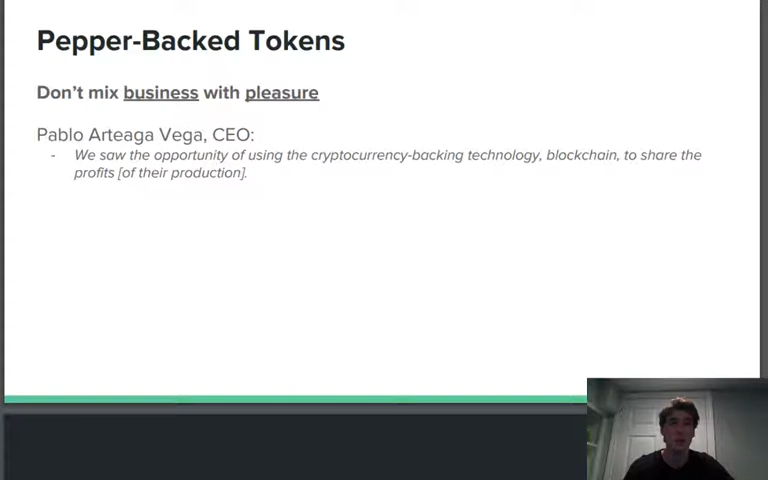 Pepper-Backed Tokens
Don’t mix business with pleasure
Pablo Arteaga Vega, CEO:
- We saw the opportunity of using the cryptocurrency-backing technology, blockchain, to share the
profits [of their production].